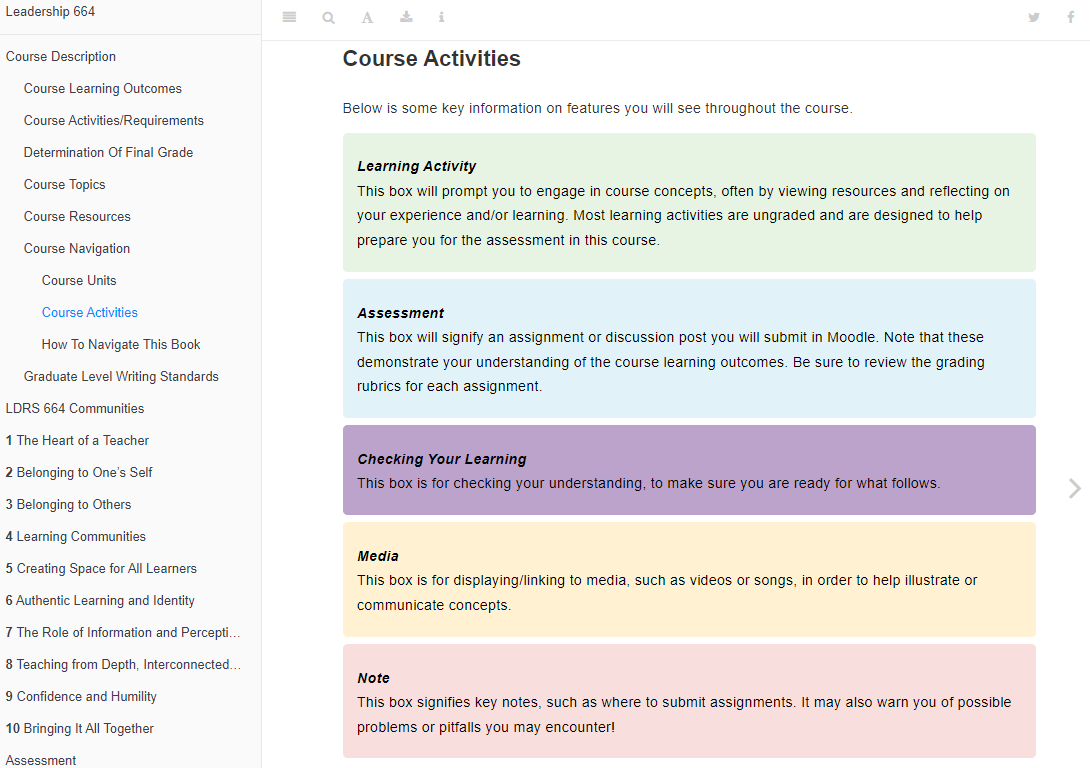 Leadership 664
Course Description
Course Learning Outcomes
Course Activities/Requirements
Determination Of Final Grade
Course Topics
Course Resources
Course Navigation
Course Units
Course Activities
How To Navigate This Book
Graduate Level Writing Standards
LDRS 664 Communities
1 The Heart of a Teacher
2 Belonging to One's Self
3 Belonging to Others
4 Learning Communities
5 Creating Space for All Learners
6 Authentic Learning and Identity
7 The Role of Information and Percepti…
8 Teaching from Depth, Interconnected…
9 Confidence and Humility
10 Bringing It All Together
Assessment
Course Activities
Below is some key information on features you will see throughout the course.
Learning Activity
This box will prompt you to engage in course concepts, often by viewing resources and reflecting on
your experience and/or learning. Most learning activities are ungraded and are designed to help
prepare you for the assessment in this course.
Assessment
This box will signify an assignment or discussion post you will submit in Moodle. Note that these
demonstrate your understanding of the course learning outcomes. Be sure to review the grading
rubrics for each assignment.
Checking Your Learning
This box is for checking your understanding, to make sure you are ready for what follows.
Media
This box is for displaying/linking to media, such as videos or songs, in order to help illustrate or
communicate concepts.
Note
This box signifies key notes, such as where to submit assignments. It may also warn you of possible
problems or pitfalls you may encounter!